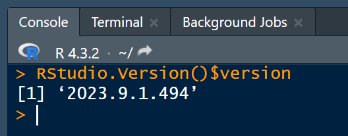 Console Terminal × Background Jobs ×
R R 4.3.2 · ~/
> RStudio.Version()$version
[1] ‘2023.9.1.494’
>